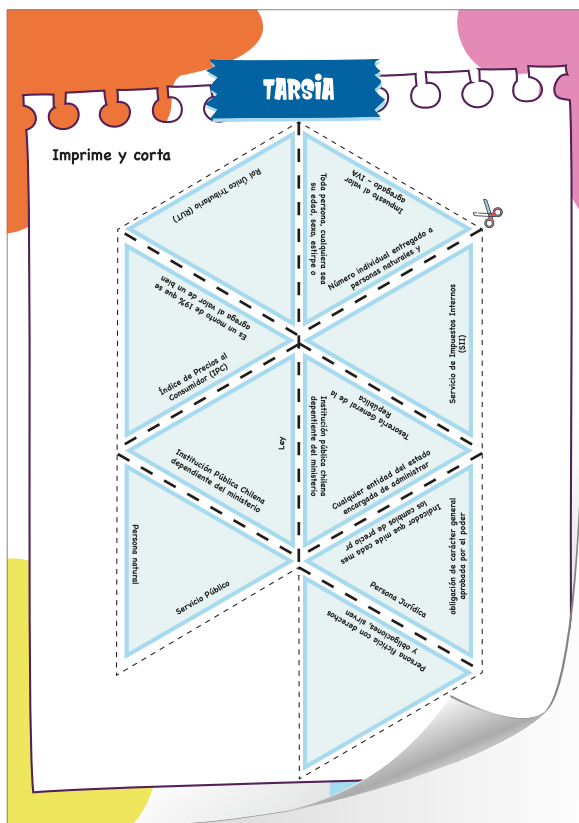 TARSIA
Imprime y corta
Rol Único Tributario (RUT)
Impuesto al valor
agregado - IVA
Toda persona, cualquiera sea
su edad, sexo, estirpe o
Número individual entregado a
personas naturales y
Es un monto de 19% que se
agrega al valor de un bien
Índice de Precios al
Consumidor (IPC)
Servicio de Impuestos Internos
(SII)
Tesorería General de la
República
Institución pública chilena
depentiente del ministerio
Ley
Institución Pública Chilena
dependiente del ministerio
Cualquier entidad del estado
encargada de administrar
Indicador que mide cada mes
los cambios de precio pr
obligación de carácter general
aprobada por el poder
Persona natural
Servicio Público
Persona Jurídica
Persona ficticia con derechos
y obligaciones, sirven